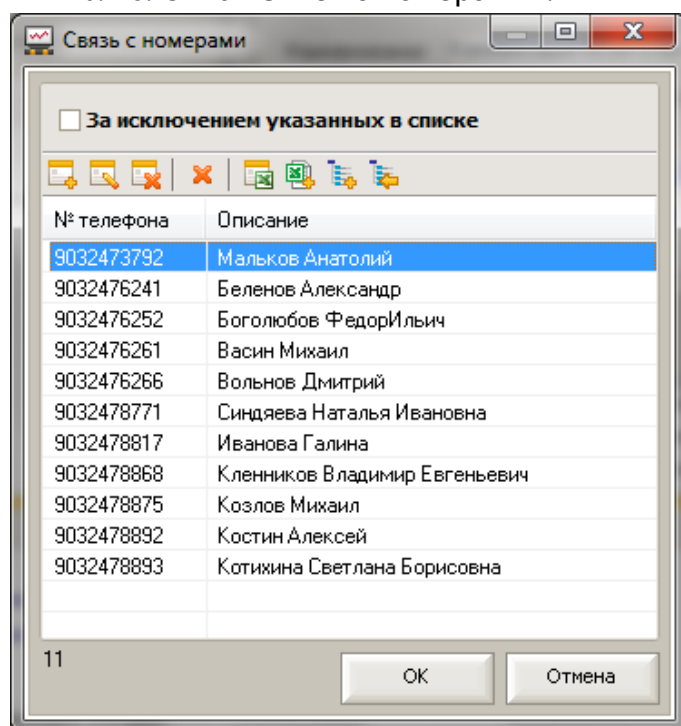 Связь с номерами
За исключением указанных в списке
№ телефона Описание
9032473792 Мальков Анатолий
9032476241 Беленов Александр
9032476252 Боголюбов ФедорИльич
9032476261 Васин Михаил
9032476266 Вольнов Дмитрий
9032478771 Синдяева Наталья Ивановна
9032478817 Иванова Галина
9032478868 Кленников Владимир Евгеньевич
9032478875 Козлов Михаил
9032478892 Костин Алексей
9032478893 Котихина Светлана Борисовна
11
ОК Отмена